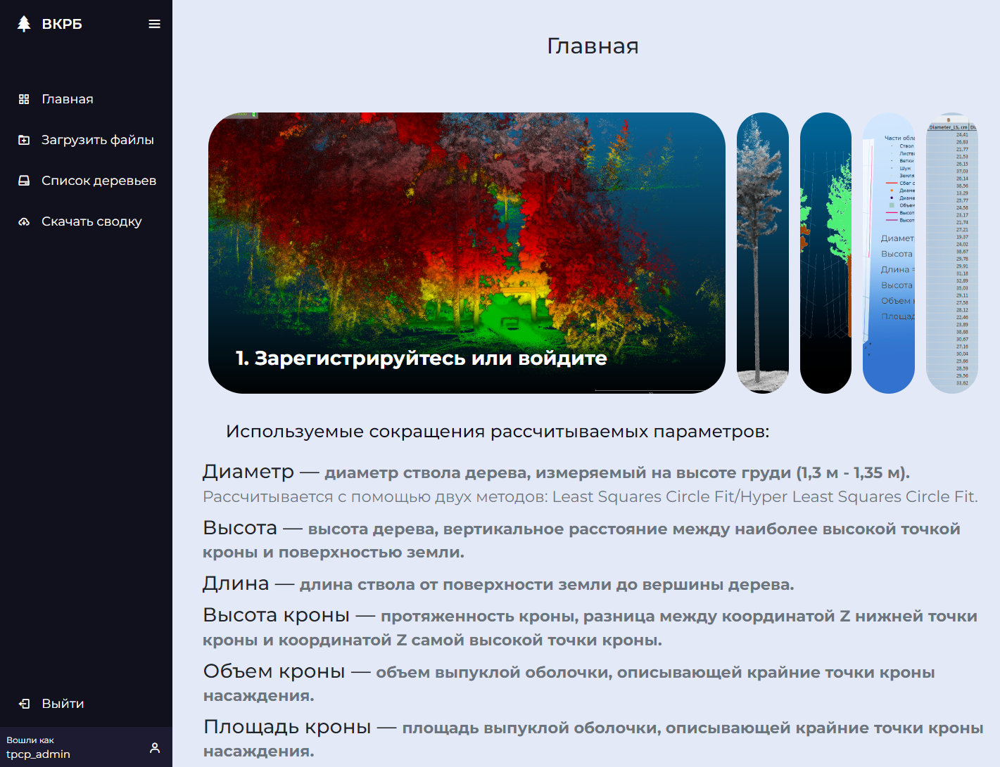 ВКРБ
Главная
Загрузить файлы
Список деревьев
Скачать сводку
Выйти
Вошли как
tpcp_admin
Главная
1. Зарегистрируйтесь или войдите
Части обла
Ствол
Листва
Ветки
Шум
Земля
Сбег с
Диаме
Диаме
Объем
Высот
Высот
Диамет
Высота
Длина =
Высота
Объем
Площад
Diameter_LS, cm
24,41
26,83
21,77
21,53
26,15
37,03
26,14
38,56
13,29
25,77
24,58
23,17
21,74
27,21
19,37
24,02
36,67
29,78
29,91
31,18
32,89
35,03
29,11
27,58
28,12
22,46
23,89
38,88
30,67
27,16
30,04
25,86
28,59
29,56
33,62
Используемые сокращения рассчитываемых параметров:
Диаметр — диаметр ствола дерева, измеряемый на высоте груди (1,3 м - 1,35 м).
Рассчитывается с помощью двух методов: Least Squares Circle Fit/Hyper Least Squares Circle Fit.
Высота — высота дерева, вертикальное расстояние между наиболее высокой точкой
кроны и поверхностью земли.
Длина — длина ствола от поверхности земли до вершины дерева.
Высота кроны — протяженность кроны, разница между координатой Z нижней точки
кроны и координатой Z самой высокой точки кроны.
Объем кроны — объем выпуклой оболочки, описывающей крайние точки кроны
насаждения.
Площадь кроны — площадь выпуклой оболочки, описывающей крайние точки кроны
насаждения.